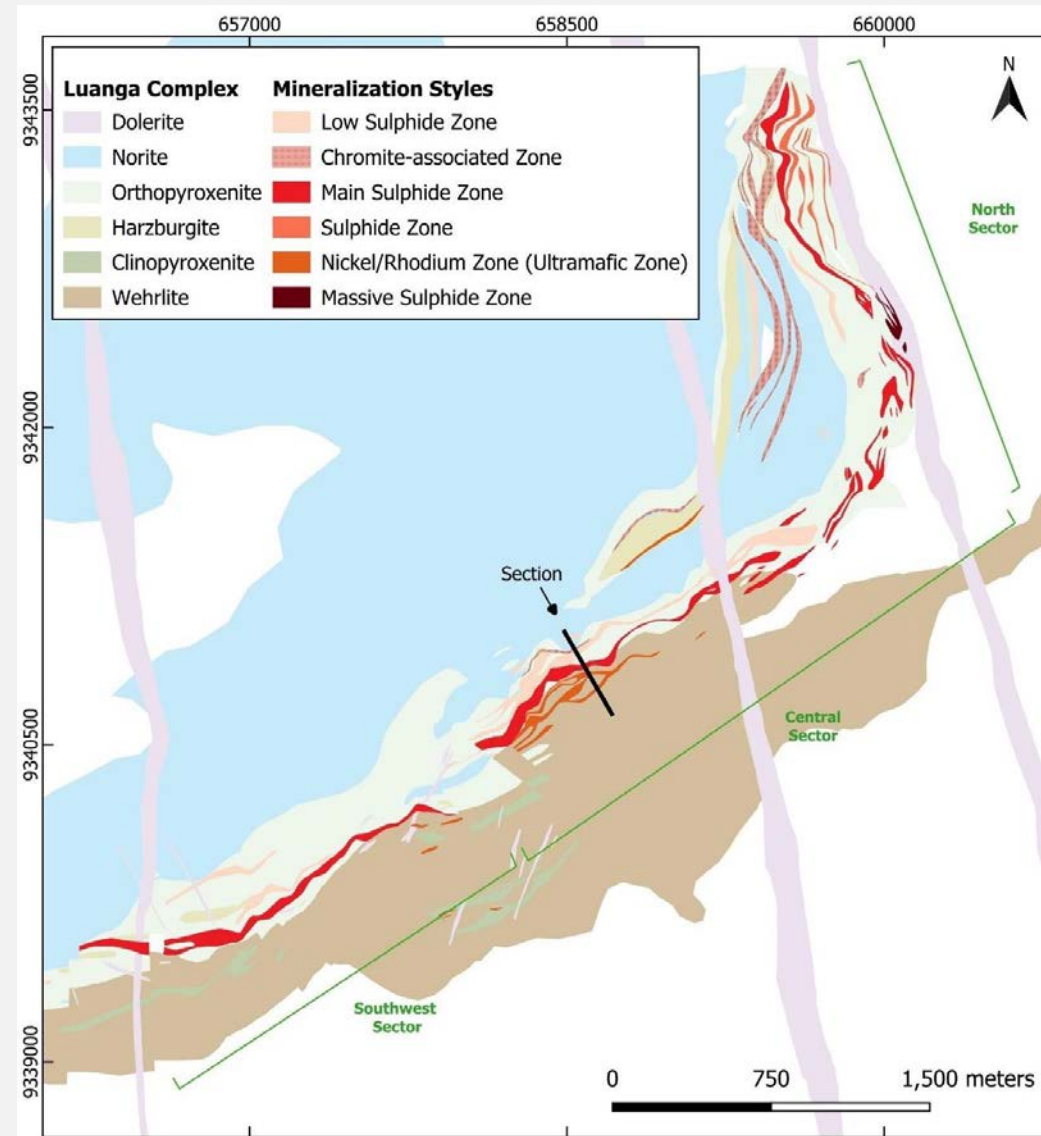 657000
658500
660000
Luanga Complex
Dolerite
Norite
Orthopyroxenite
Harzburgite
Clinopyroxenite
Wehrlite
Mineralization Styles
Low Sulphide Zone
Chromite-associated Zone
Main Sulphide Zone
Sulphide Zone
Nickel/Rhodium Zone (Ultramafic Zone)
Massive Sulphide Zone
N
9343500
North
Sector
9342000
Section
9340500
Central
Sector
Southwest
Sector
9339000
0
750
1,500 meters